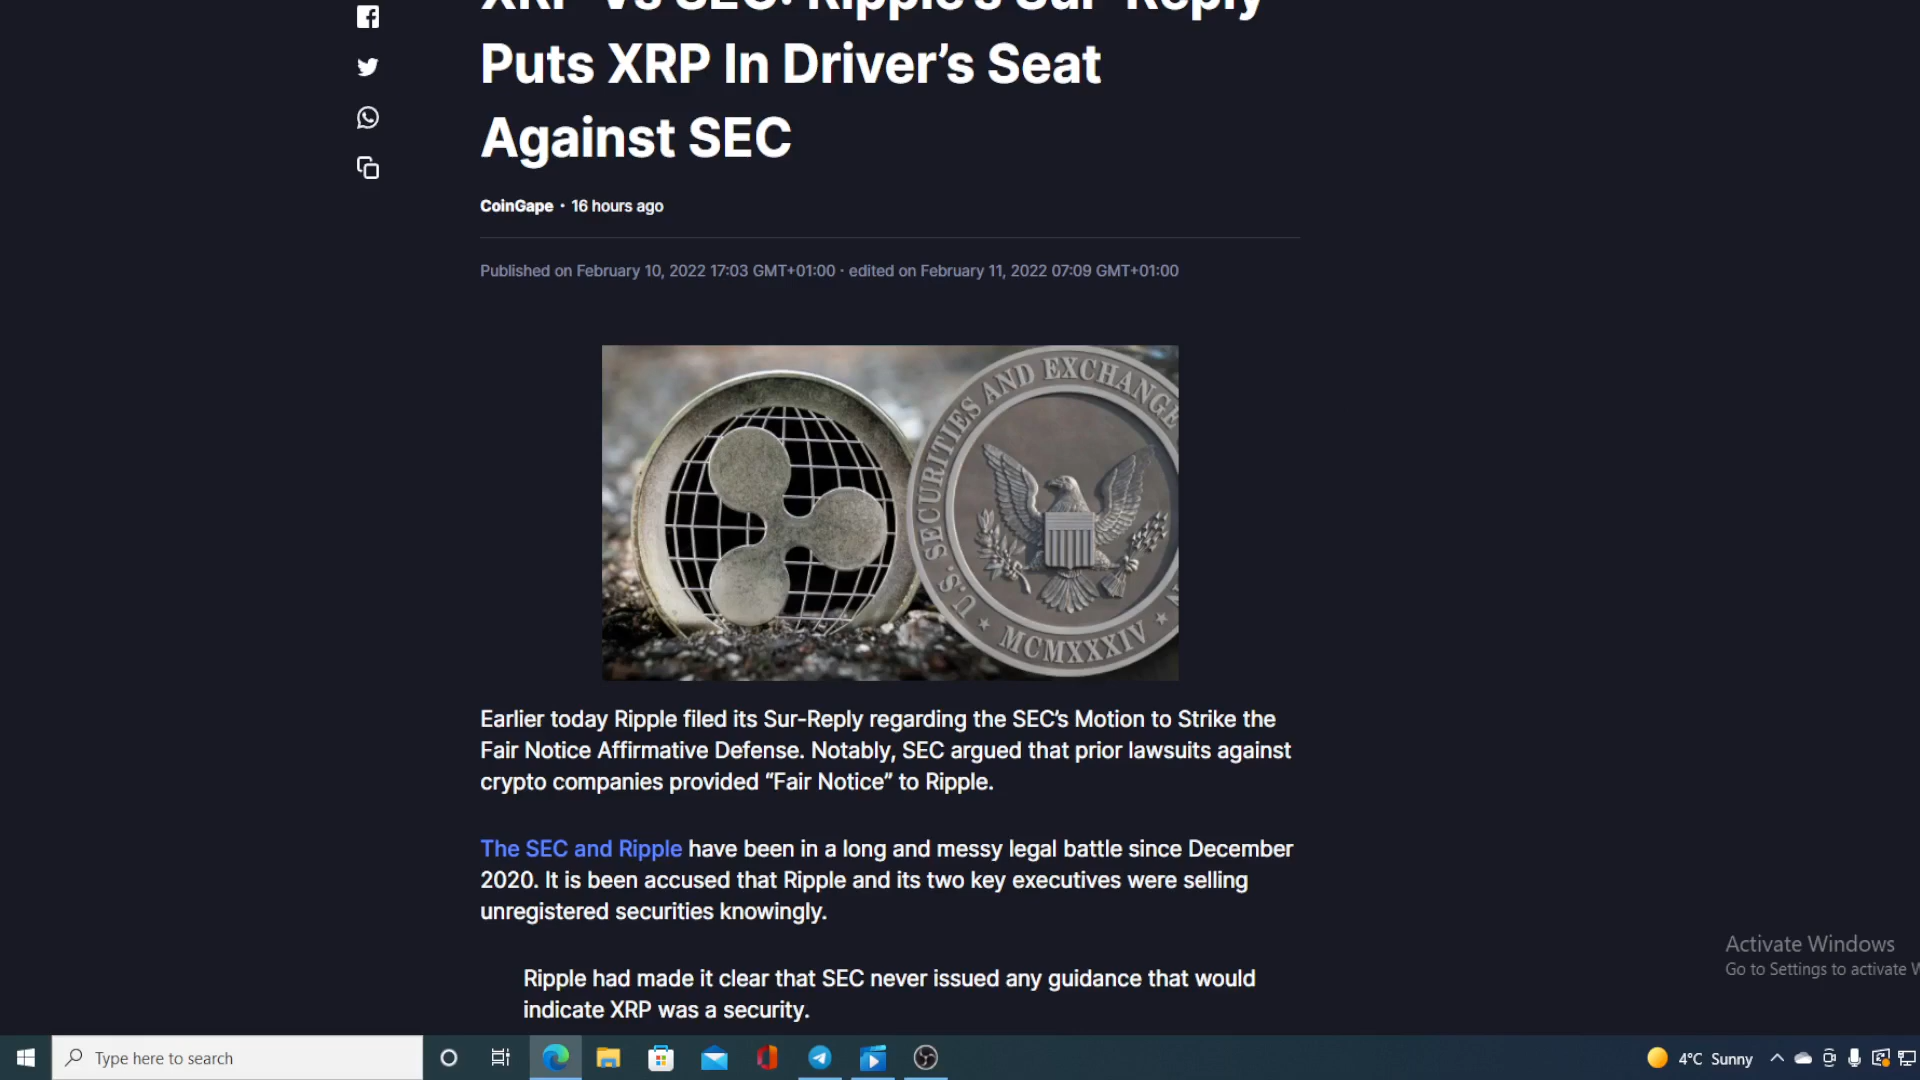 XRP Vs SEC: Ripple's Sur-Reply
Puts XRP In Driver’s Seat
Against SEC
CoinGape · 16 hours ago
Published on February 10, 2022 17:03 GMT+01:00 · edited on February 11, 2022 07:09 GMT+01:00
U.S. SECURITIES AND EXCHANGE
MCMXXXIV
Earlier today Ripple filed its Sur-Reply regarding the SEC’s Motion to Strike the
Fair Notice Affirmative Defense. Notably, SEC argued that prior lawsuits against
crypto companies provided “Fair Notice” to Ripple.
The SEC and Ripple have been in a long and messy legal battle since December
2020. It is been accused that Ripple and its two key executives were selling
unregistered securities knowingly.
Ripple had made it clear that SEC never issued any guidance that would
indicate XRP was a security.
Activate Windows
Go to Settings to activate W
Type here to search
4°C Sunny